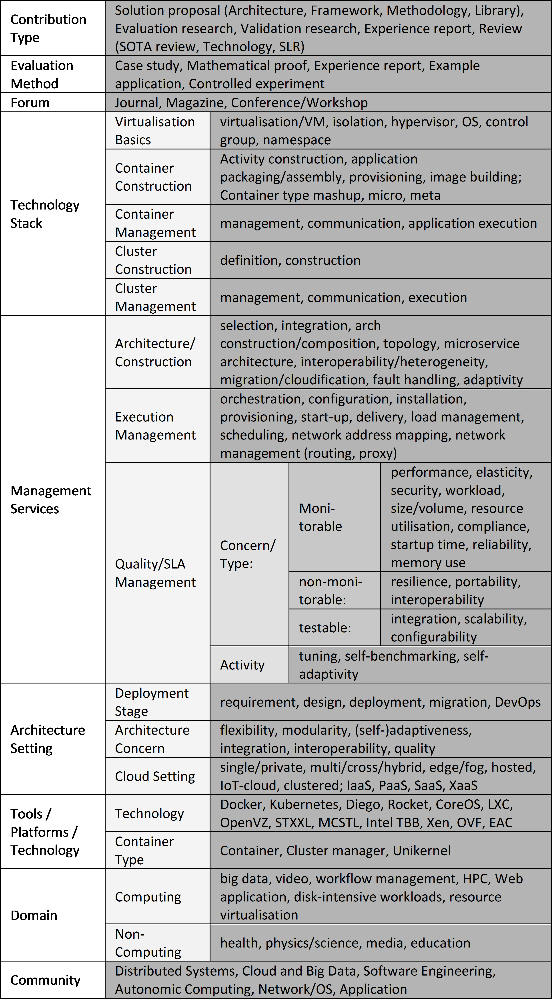 Contribution
Type
Solution proposal (Architecture, Framework, Methodology, Library),
Evaluation research, Validation research, Experience report, Review
(SOTA review, Technology, SLR)
Evaluation
Method
Case study, Mathematical proof, Experience report, Example
application, Controlled experiment
Forum
Journal, Magazine, Conference/Workshop
Technology
Stack
Virtualisation
Basics
virtualisation/VM, isolation, hypervisor, OS, control
group, namespace
Container
Construction
Activity construction, application
packaging/assembly, provisioning, image building;
Container type mashup, micro, meta
Container
Management
management, communication, application execution
Cluster
Construction
definition, construction
Cluster
Management
management, communication, execution
Management
Services
Architecture/
Construction
selection, integration, arch
construction/composition, topology, microservice
architecture, interoperability/heterogeneity,
migration/cloudification, fault handling, adaptivity
Execution
Management
orchestration, configuration, installation,
provisioning, start-up, delivery, load management,
scheduling, network address mapping, network
management (routing, proxy)
Quality/SLA
Management
Concern/
Type:
Moni-
torable
performance, elasticity,
security, workload,
size/volume, resource
utilisation, compliance,
startup time, reliability,
memory use
non-moni-
torable:
resilience, portability,
interoperability
testable:
integration, scalability,
configurability
Activity
tuning, self-benchmarking, self-
adaptivity
Architecture
Setting
Deployment
Stage
requirement, design, deployment, migration, DevOps
Architecture
Concern
flexibility, modularity, (self-)adaptiveness,
integration, interoperability, quality
Cloud Setting
single/private, multi/cross/hybrid, edge/fog, hosted,
IoT-cloud, clustered; IaaS, PaaS, SaaS, XaaS
Tools /
Platforms /
Technology
Technology
Docker, Kubernetes, Diego, Rocket, CoreOS, LXC,
OpenVZ, STXXL, MCSTL, Intel TBB, Xen, OVF, EAC
Container
Type
Container, Cluster manager, Unikernel
Domain
Computing
big data, video, workflow management, HPC, Web
application, disk-intensive workloads, resource
virtualisation
Non-
Computing
health, physics/science, media, education
Community
Distributed Systems, Cloud and Big Data, Software Engineering,
Autonomic Computing, Network/OS, Application